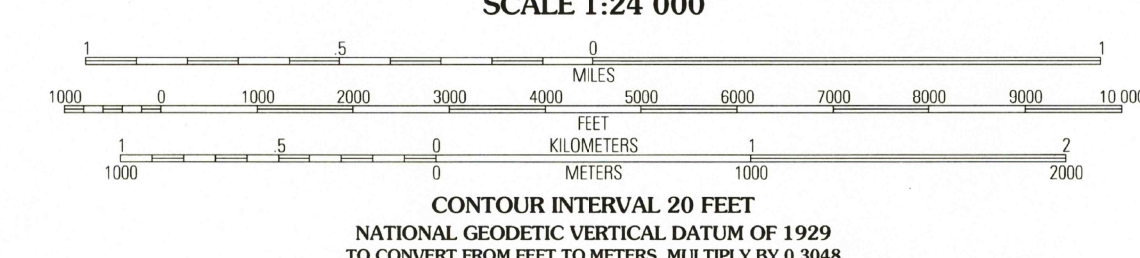 SCALE 1:24 000
1 .5 0 1
MILES
1000 0 1000 2000 3000 4000 5000 6000 7000 8000 9000 10 000
FEET
1 .5 0 KILOMETERS 1 2
1000 0 METERS 1000 2000
CONTOUR INTERVAL 20 FEET
NATIONAL GEODETIC VERTICAL DATUM OF 1929
TO CONVERT FROM FEET TO METERS, MULTIPLY BY 0.3048